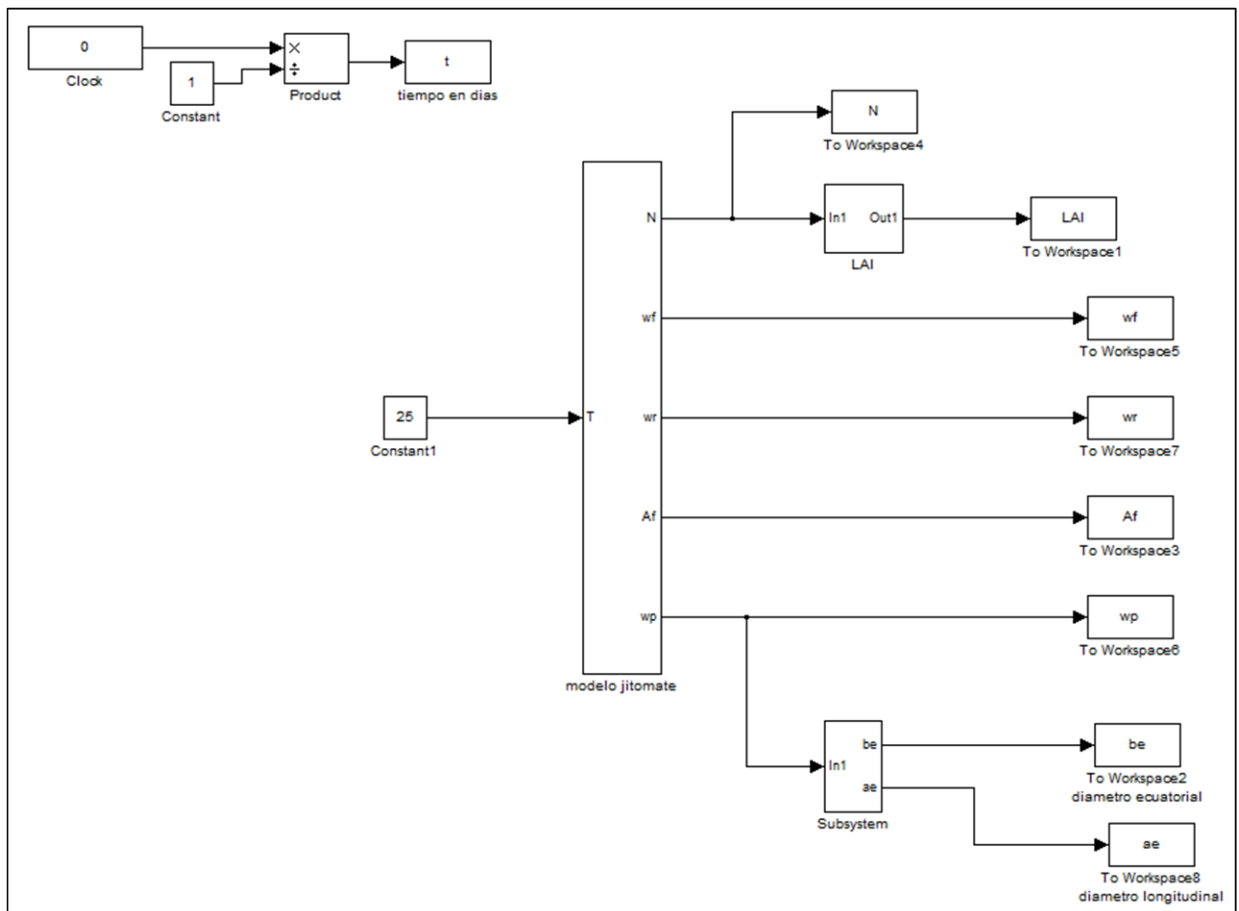 0
Clock
1
Constant
×
÷
Product
t
tiempo en dias
N
To Workspace4
In1 Out1
LAI
LAI
To Workspace1
N
wf
wr
Af
wp
T
modelo jitomate
25
Constant1
wf
To Workspace5
wr
To Workspace7
Af
To Workspace3
wp
To Workspace6
In1
be
ae
Subsystem
be
To Workspace2
diametro ecuatorial
ae
To Workspace8
diametro longitudinal